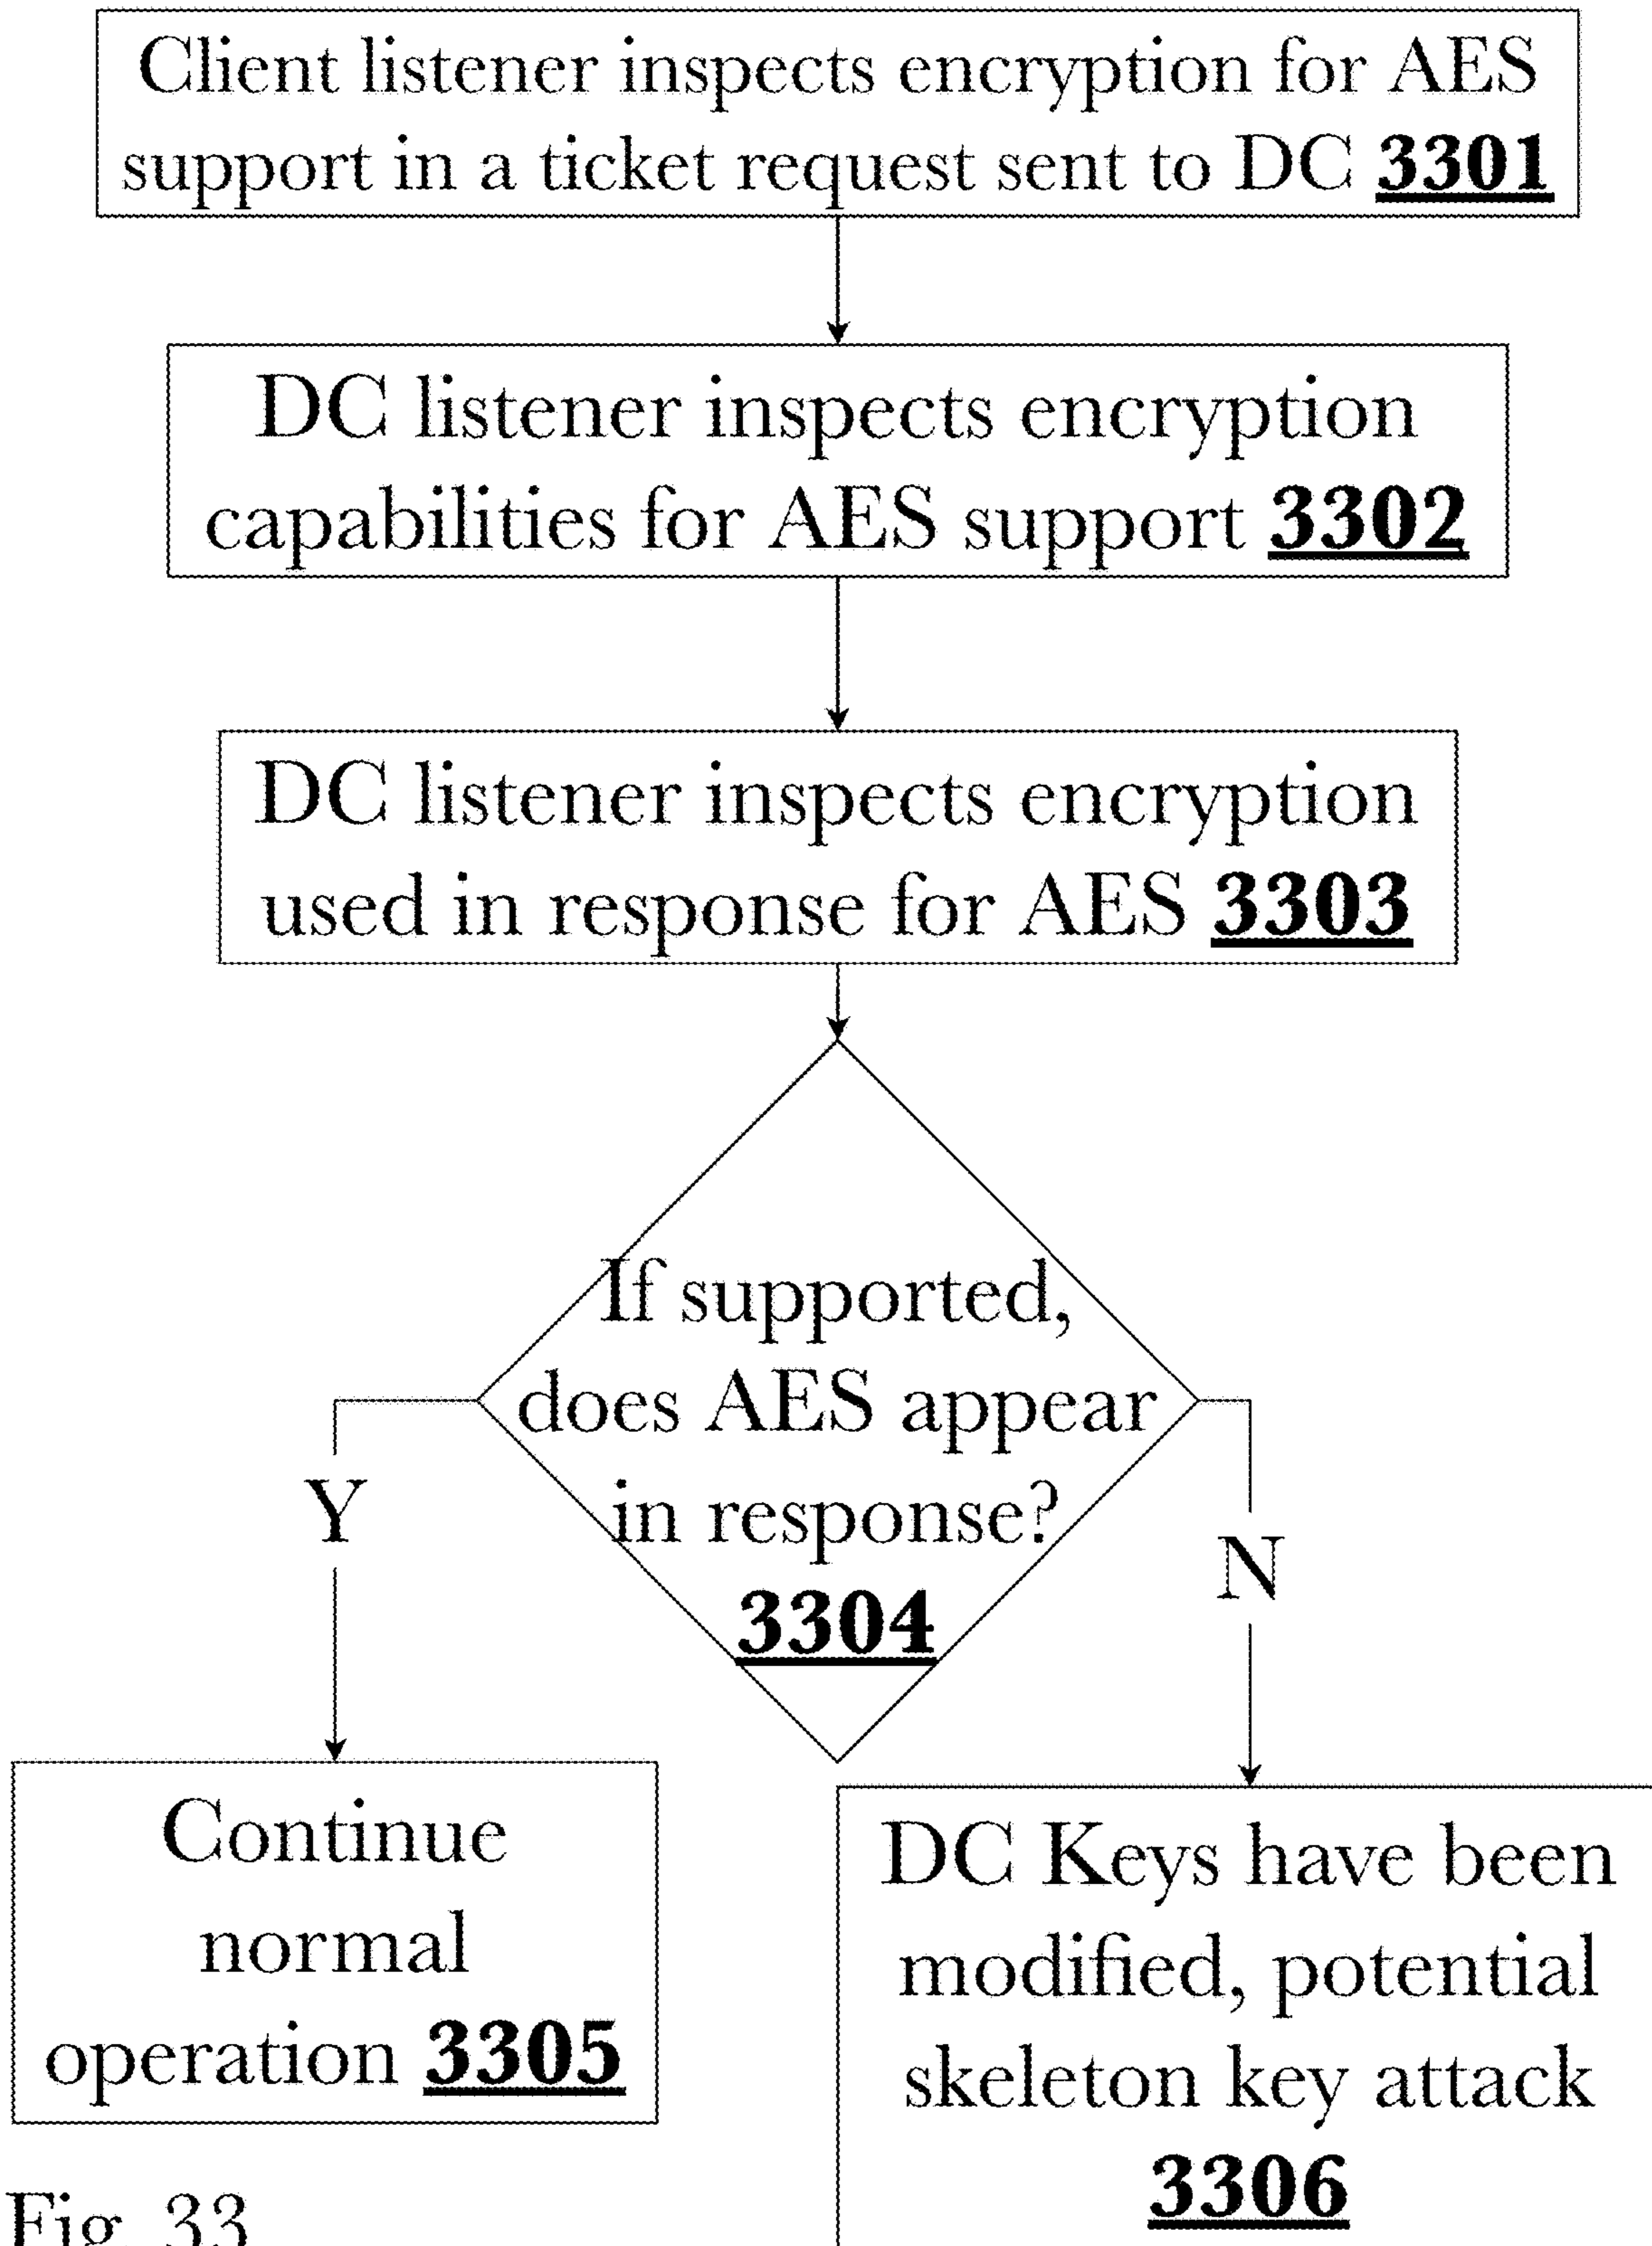 Client listener inspects encryption for AES
support in a ticket request sent to DC 3301
DC listener inspects encryption
capabilities for AES support 3302
DC listener inspects encryption
used in response for AES 3303
If supported,
does AES appear
in response?
3304
Y
N
Continue
normal
operation 3305
DC Keys have been
modified, potential
skeleton key attack
3306
Fig. 33